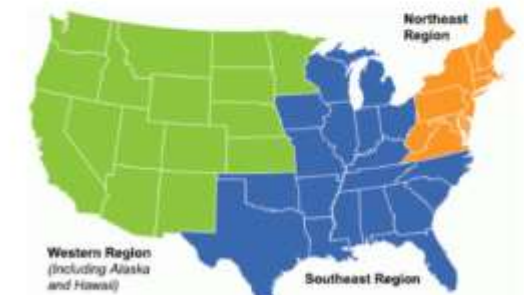 Northeast
Region
Western Region
(Including Alaska
and Hawaii)
Southeast Region